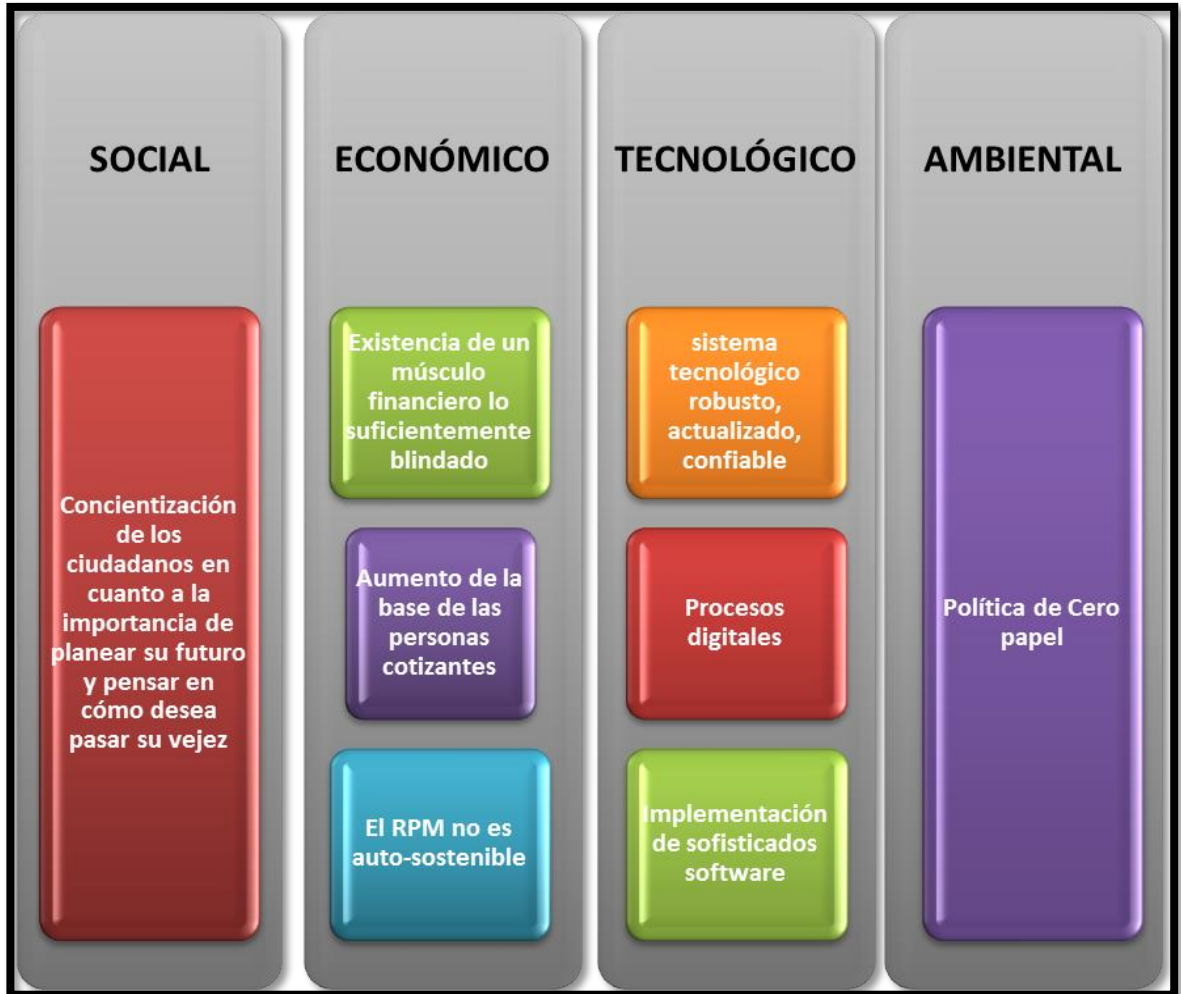 SOCIAL
Concientización
de los
ciudadanos en
cuanto a la
importancia de
planear su futuro
y pensar en
cómo desea
pasar su vejez
ECONÓMICO
Existencia de un
músculo
financiero lo
suficientemente
blindado
Aumento de la
base de las
personas
cotizantes
El RPM no es
auto-sostenible
TECNOLÓGICO
sistema
tecnológico
robusto,
actualizado,
confiable
Procesos
digitales
Implementación
de sofisticados
software
AMBIENTAL
Política de Cero
papel